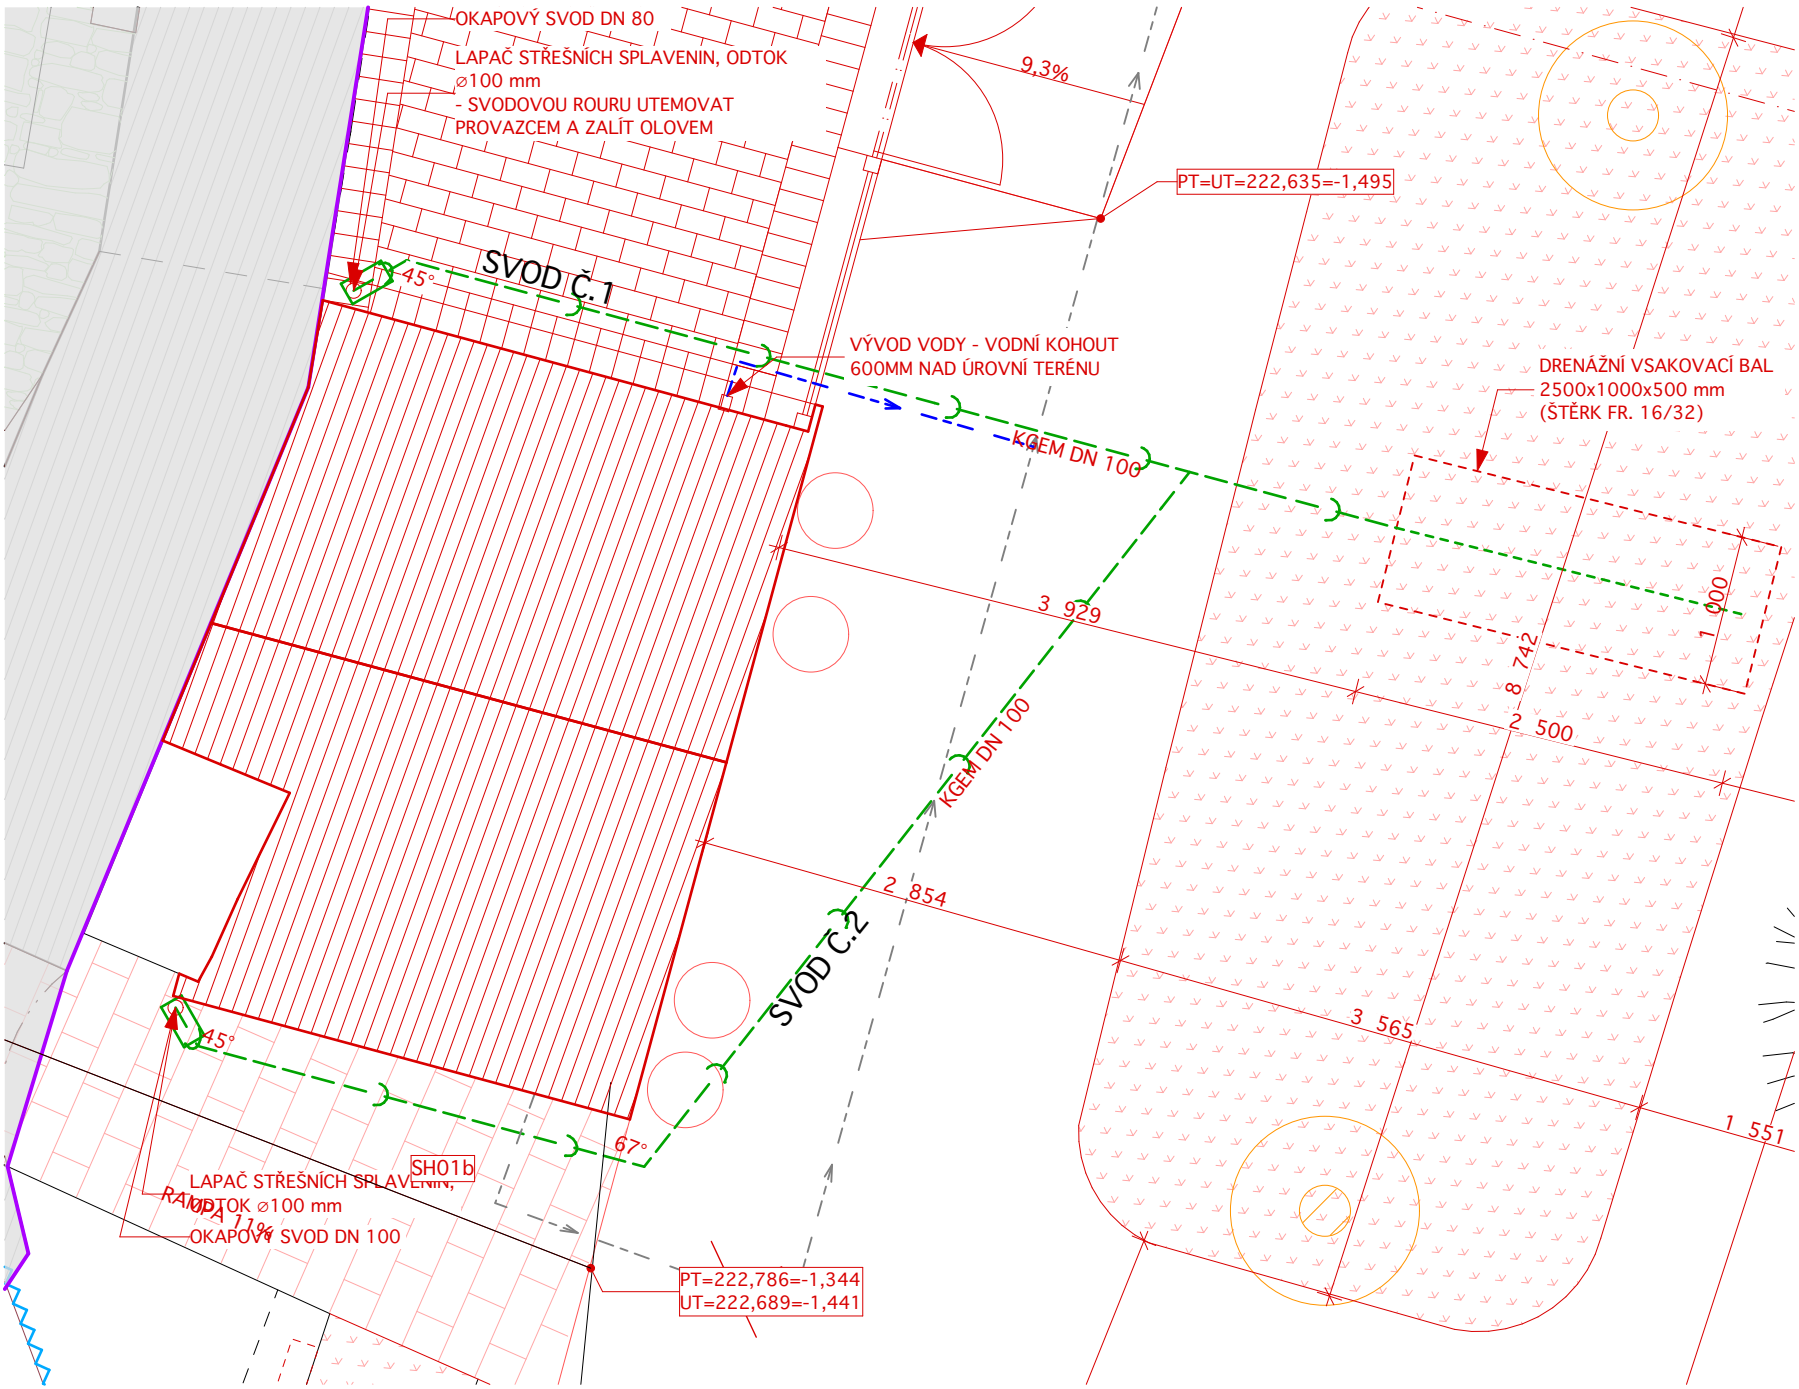 OKAPOVÝ SVOD DN 80
LAPAČ STŘEŠNÍCH SPLAVENIN, ODTOK
⌀100 mm
- SVODOVOU ROURU UTEMOVAT
PROVAZCEM A ZALÍT OLOVEM
9,3%
PT=UT=222,635=-1,495
45°
SVOD Č.1
VÝVOD VODY - VODNÍ KOHOUT
600MM NAD ÚROVNÍ TERÉNU
DRENÁŽNÍ VSAKOVACÍ BAL
2500x1000x500 mm
(ŠTĚRK FR. 16/32)
KGEM DN 100
3 929
1 000
8 742
2 500
KGEM DN 100
2 854
SVOD Č.2
3 565
1 551
45°
67°
SH01b
LAPAČ STŘEŠNÍCH SPLAVENIN,
ODTOK ⌀100 mm
RAMPA 11%
OKAPOVÝ SVOD DN 100
PT=222,786=-1,344
UT=222,689=-1,441